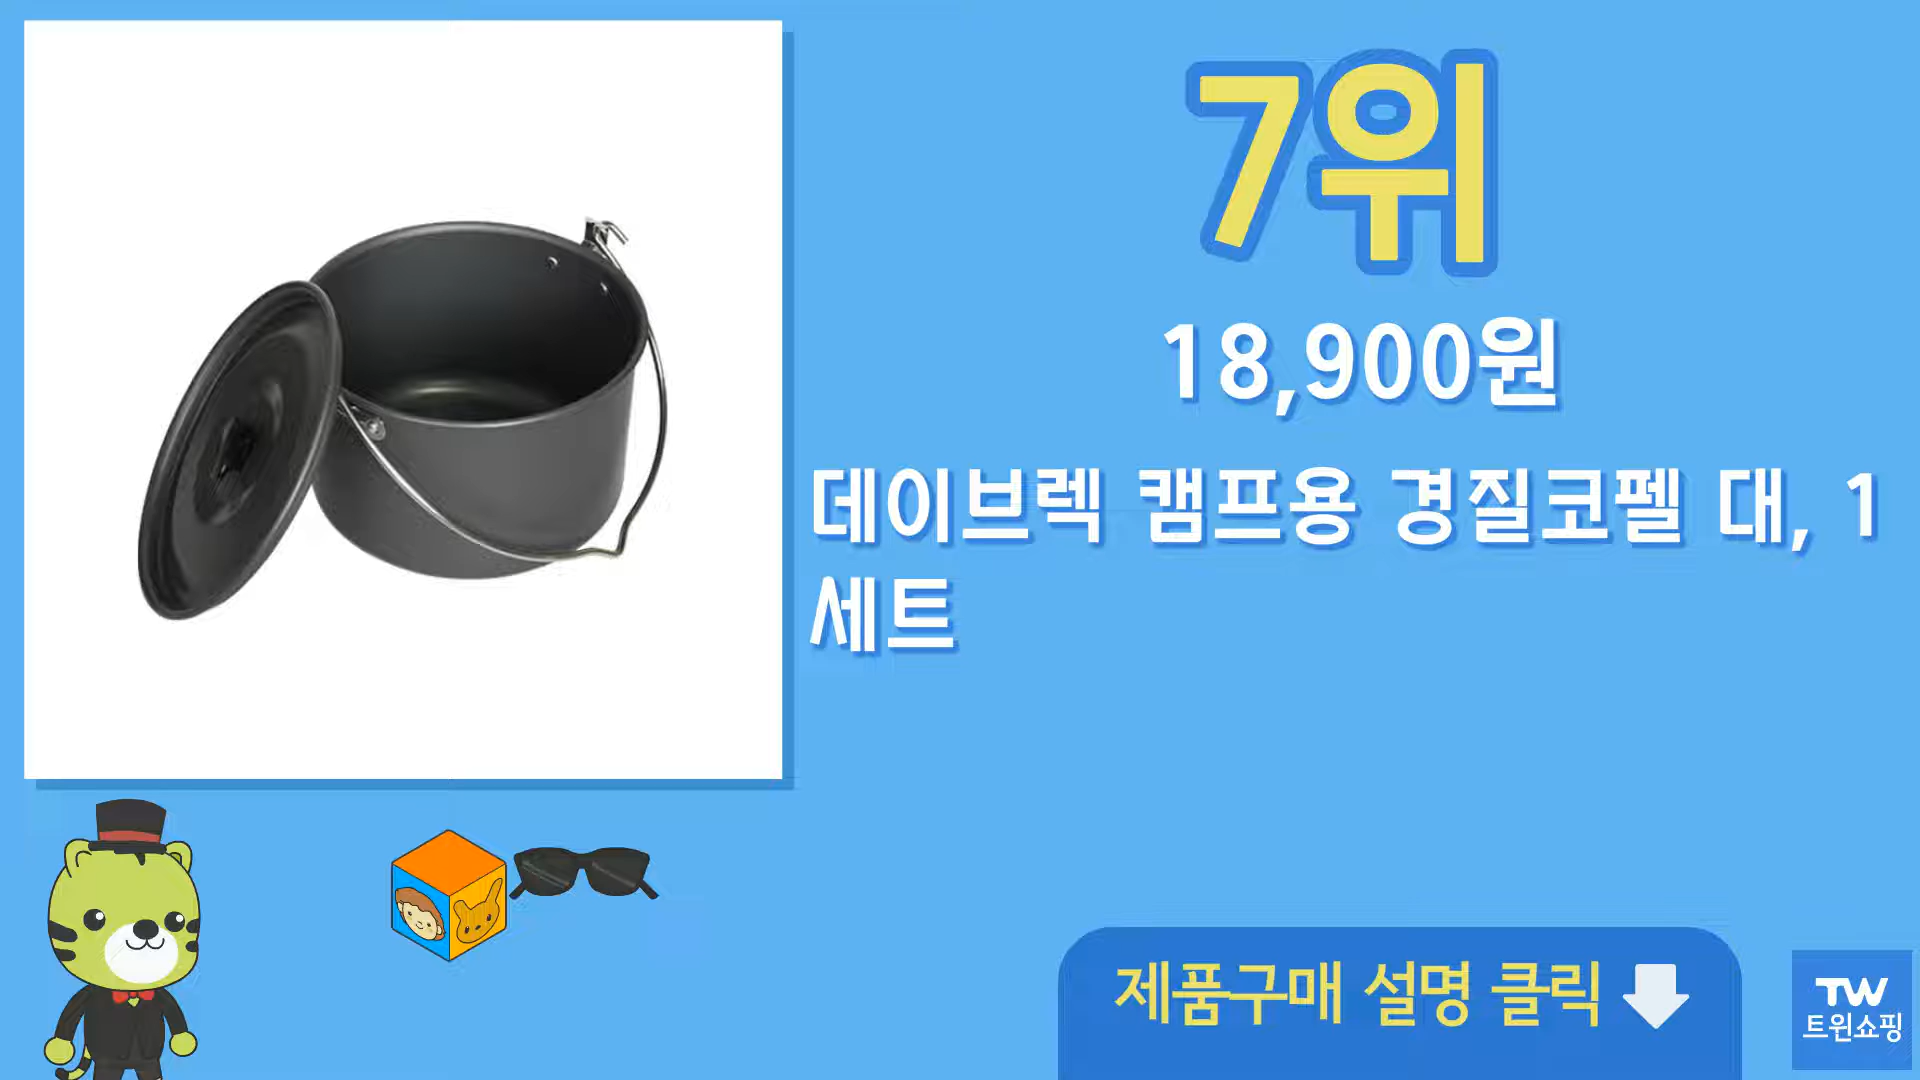 7위
18,900원
데이브렉 캠프용 경질코펠 대, 1
세트
제품구매 설명 클릭
TW
트윈쇼핑